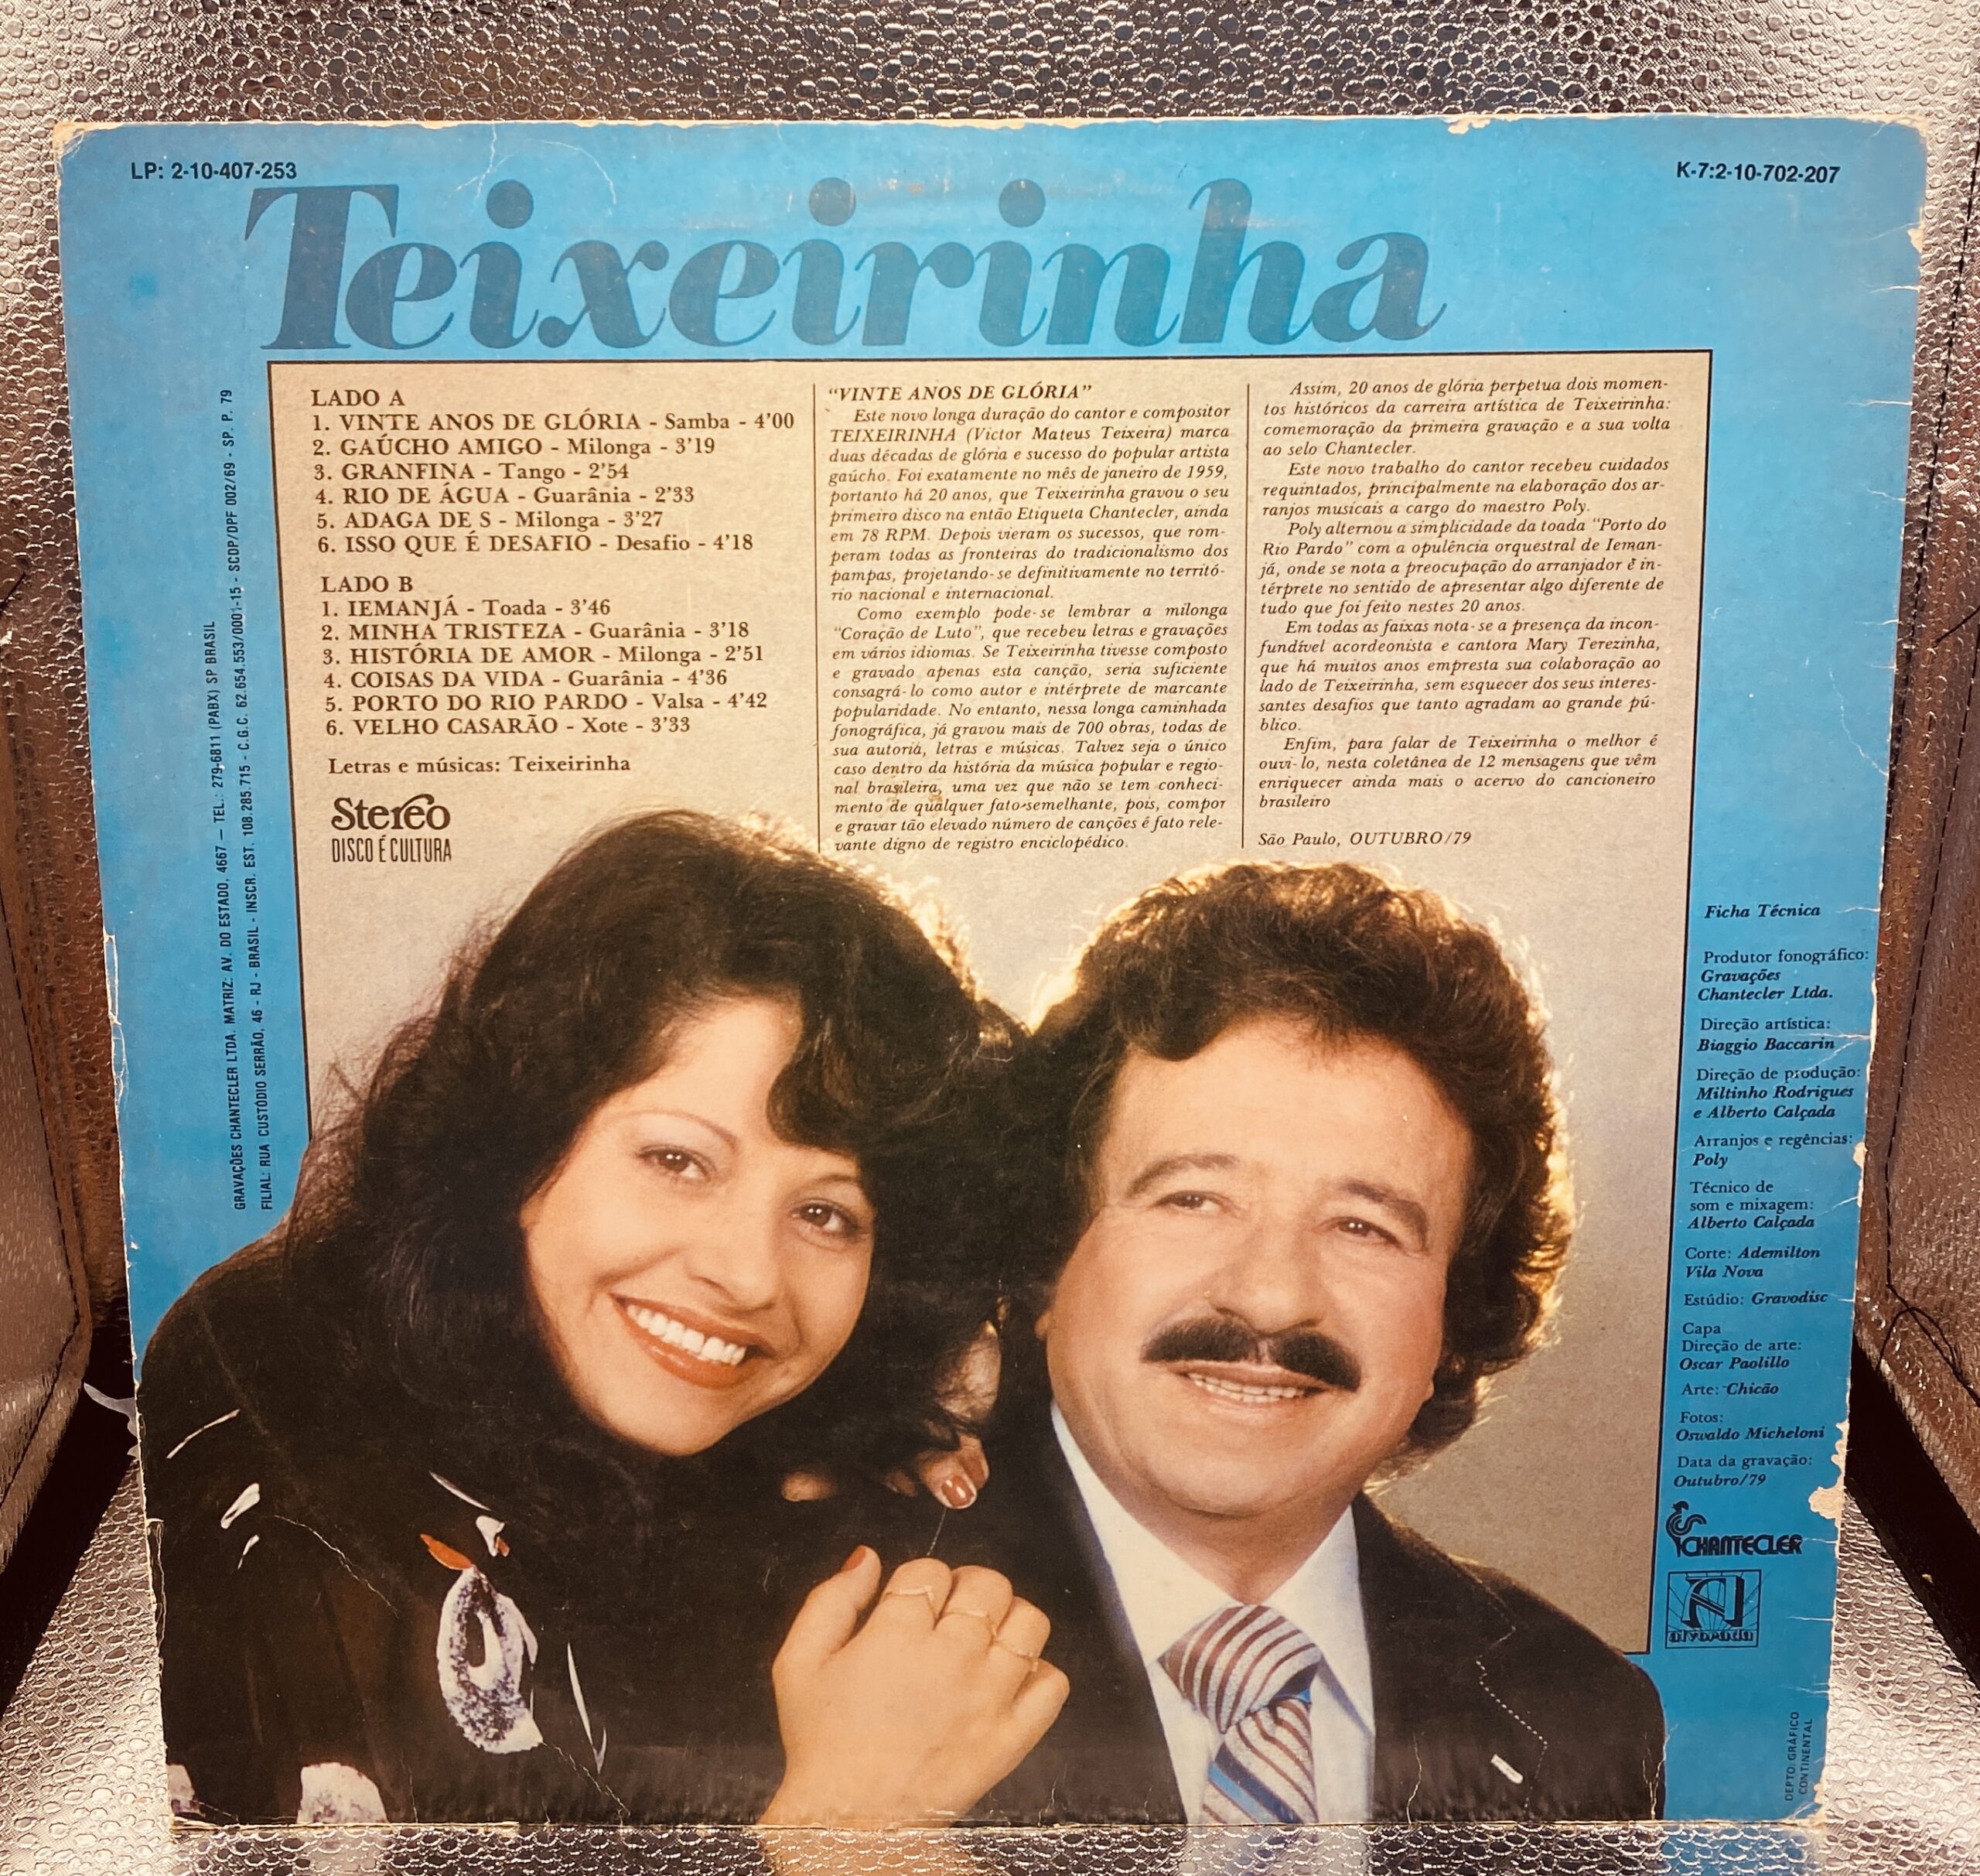 LP: 2-10-407-253
K-7:2-10-702-207
Teixeirinha
LADO A
1. VINTE ANOS DE GLÓRIA - Samba - 4'00
2. GAÚCHO AMIGO - Milonga - 3'19
3. GRANFINA - Tango - 2'54
4. RIO DE ÁGUA - Guarânia - 2'33
5. ADAGA DE S - Milonga - 3'27
6. ISSO QUE É DESAFIO - Desafio - 4'18
LADO B
1. IEMANJÁ - Toada - 3'46
2. MINHA TRISTEZA - Guarânia - 3'18
3. HISTÓRIA DE AMOR - Milonga - 2'51
4. COISAS DA VIDA - Guarânia - 4'36
5. PORTO DO RIO PARDO - Valsa - 4'42
6. VELHO CASARÃO - Xote - 3'33
Letras e músicas: Teixeirinha
Stereo
DISCO É CULTURA
"VINTE ANOS DE GLÓRIA"
Este novo longa duração do cantor e compositor
TEIXEIRINHA (Victor Mateus Teixeira) marca
duas décadas de glória e sucesso do popular artista
gaúcho. Foi exatamente no mês de janeiro de 1959,
portanto há 20 anos, que Teixeirinha gravou o seu
primeiro disco na então Etiqueta Chantecler, ainda
em 78 RPM. Depois vieram os sucessos, que rom-
peram todas as fronteiras do tradicionalismo dos
pampas, projetando-se definitivamente no territó-
rio nacional e internacional.
Como exemplo pode-se lembrar a milonga
"Coração de Luto", que recebeu letras e gravações
em vários idiomas. Se Teixeirinha tivesse composto
e gravado apenas esta canção, seria suficiente
consagrá-lo como autor e intérprete de marcante
popularidade. No entanto, nessa longa caminhada
fonográfica, já gravou mais de 700 obras, todas de
sua autoria, letras e músicas. Talvez seja o único
caso dentro da história da música popular e regio-
nal brasileira, uma vez que não se tem conheci-
mento de qualquer fato semelhante, pois, compor
e gravar tão elevado número de canções é fato rele-
vante digno de registro enciclopédico.
Assim, 20 anos de glória perpetua dois momen-
tos históricos da carreira artística de Teixeirinha:
comemoração da primeira gravação e a sua volta
ao selo Chantecler.
Este novo trabalho do cantor recebeu cuidados
requintados, principalmente na elaboração dos ar-
ranjos musicais a cargo do maestro Poly.
Poly alternou a simplicidade da toada "Porto do
Rio Pardo" com a opulência orquestral de Ieman-
já, onde se nota a preocupação do arranjador e in-
térprete no sentido de apresentar algo diferente de
tudo que foi feito nestes 20 anos.
Em todas as faixas nota-se a presença da incon-
fundível acordeonista e cantora Mary Terezinha,
que há muitos anos empresta sua colaboração ao
lado de Teixeirinha, sem esquecer dos seus interes-
santes desafios que tanto agradam ao grande pú-
blico.
Enfim, para falar de Teixeirinha o melhor é
ouvi-lo, nesta coletânea de 12 mensagens que vêm
enriquecer ainda mais o acervo do cancioneiro
brasileiro
São Paulo, OUTUBRO/79
GRAVAÇÕES CHANTECLER LTDA. MATRIZ: AV. DO ESTADO, 4667 — TEL.: 279-6811 (PABX) SP BRASIL
FILIAL: RUA CUSTÓDIO SERRÃO, 46 - RJ - BRASIL - INSCR. EST. 108.285.715 - C.G.C. 62.654.553/0001-15 - SCDP/DPF 002/69 - SP. P. 79
Ficha Técnica
Produtor fonográfico:
Gravações
Chantecler Ltda.
Direção artística:
Biaggio Baccarin
Direção de produção:
Miltinho Rodrigues
e Alberto Calçada
Arranjos e regências:
Poly
Técnico de
som e mixagem:
Alberto Calçada
Corte: Ademilton
Vila Nova
Estúdio: Gravodisc
Capa
Direção de arte:
Oscar Paolillo
Arte: Chicão
Fotos:
Oswaldo Micheloni
Data da gravação:
Outubro/79
CHANTECLER
A
alvorada
DEPTO. GRÁFICO
CONTINENTAL